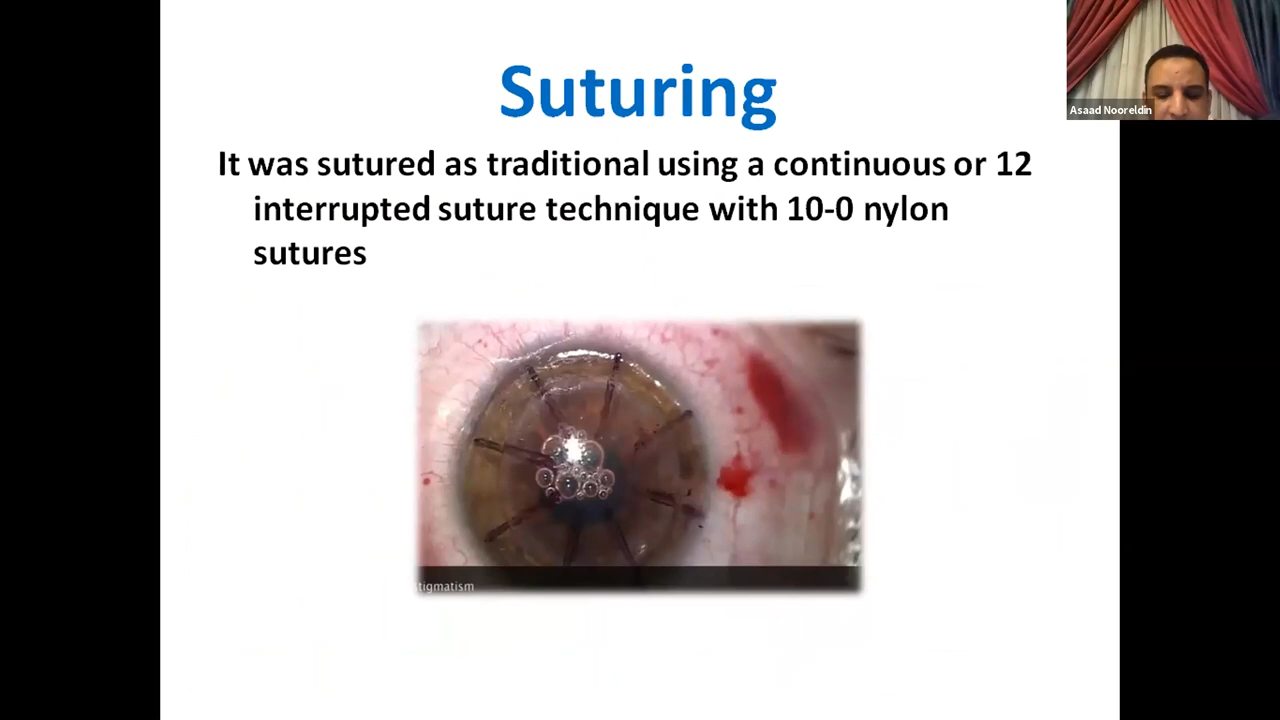 Suturing
It was sutured as traditional using a continuous or 12
interrupted suture technique with 10-0 nylon
sutures
tigmatism
Asaad Nooreldin